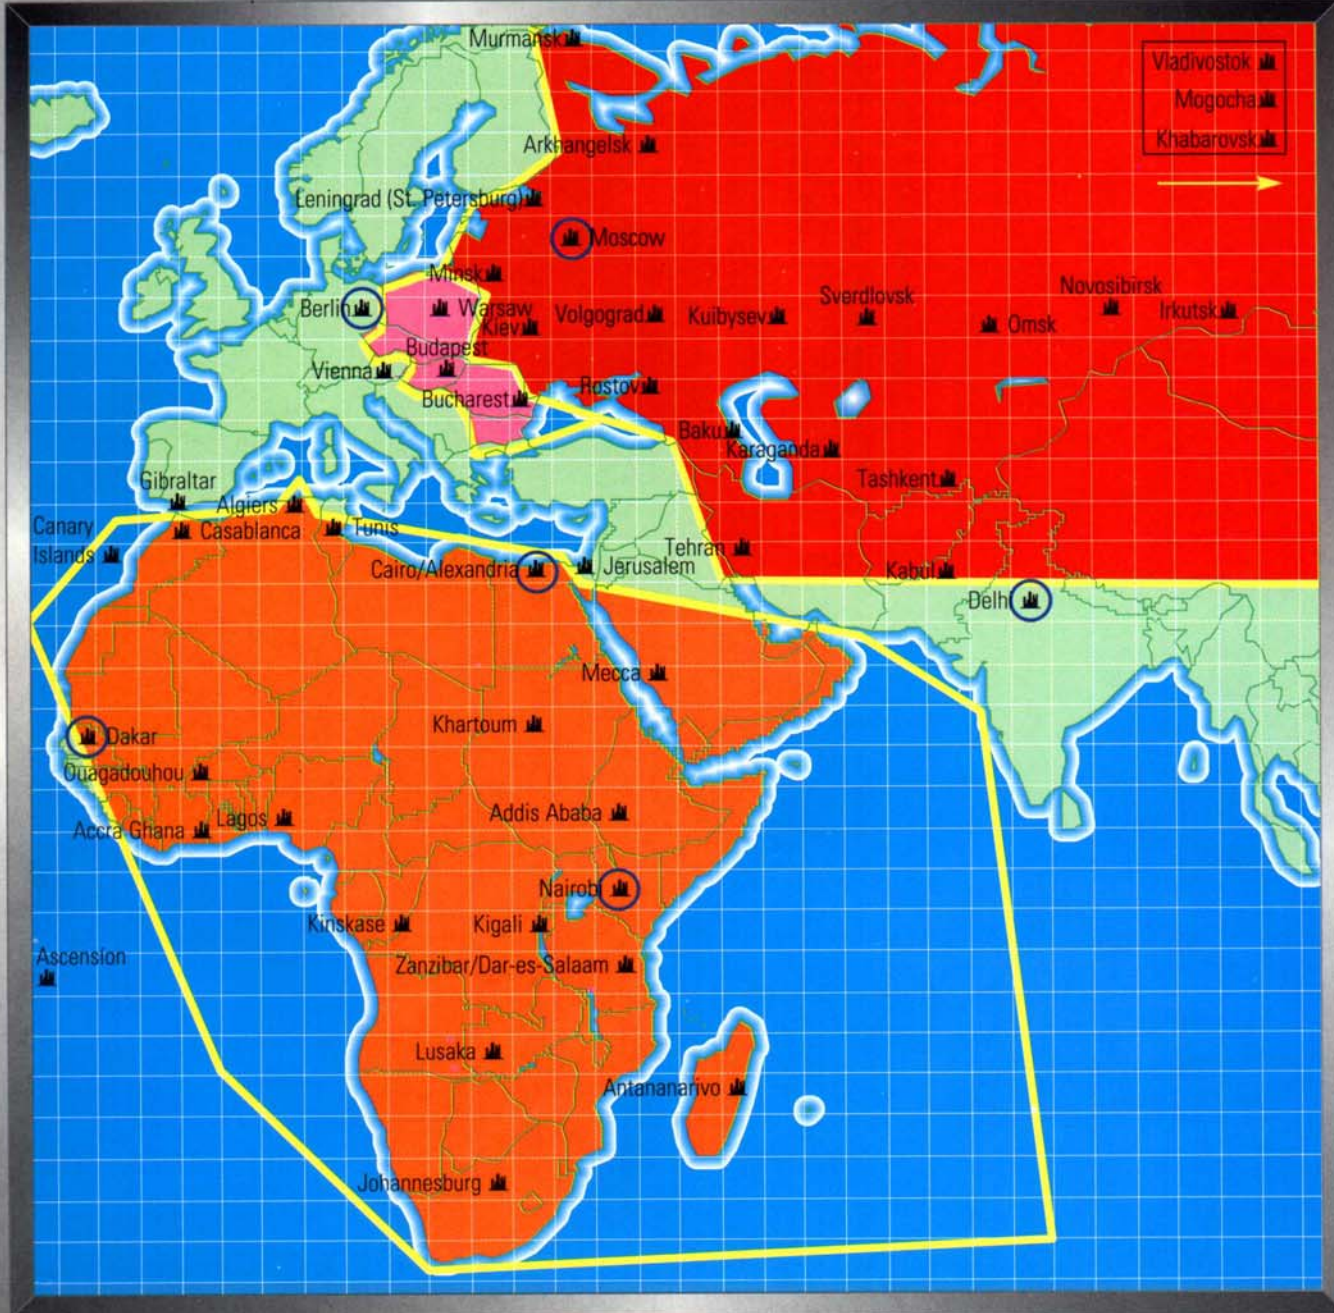 Murmansk
Vladivostok
Mogocha
Arkhangelsk
Khabarovsk
Leningrad (St. Petersburg)
Moscow
Minsk
Novosibirsk
Sverdlovsk
Berlin
Warsaw
Volgograd
Kuibysev
Irkutsk
Kiev
Omsk
Budapest
Vienna
Rostov
Bucharest
Baku
Karaganda
Gibraltar
Tashkent
Algiers
Canary
Islands
Casablanca
Tunis
Tehran
Cairo/Alexandria
Jerusalem
Kabul
Delhi
Mecca
Khartoum
Dakar
Ouagadouhou
Addis Ababa
Lagos
Accra Ghana
Nairobi
Kinskase
Kigali
Ascension
Zanzibar/Dar-es-Salaam
Lusaka
Antananarivo
Johannesburg